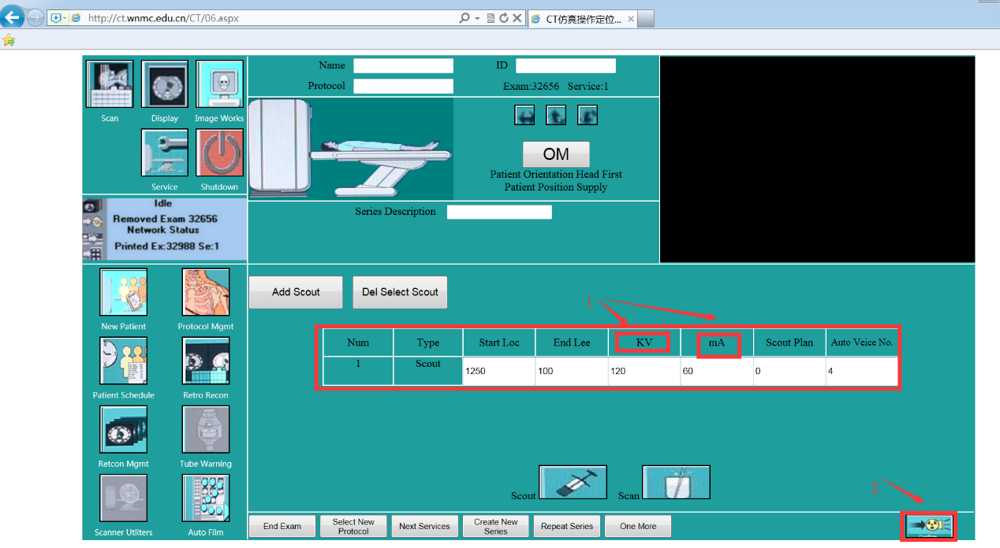 http://ct.wnmc.edu.cn/CT/06.aspx
CT仿真操作定位...
Name
ID
Protocol
Exam:32656 Service:1
Scan
Display
Image Works
OM
Patient Orientation Head First
Patient Position Supply
Service
Shutdown
Idle
Removed Exam 32656
Network Status
Printed Ex:32988 Se:1
Series Description
Add Scout
Del Select Scout
New Patient
Protocol Mgmt
1
Num Type Start Loc End Lee KV mA Scout Plan Auto Veice No.
1 Scout 1250 100 120 60 0 4
Patient Schedule
Retro Recon
Retcon Mgmt
Tube Warning
Scout
Scan
2
Scanner Utliters
Auto Film
End Exam
Select New
Protocol
Next Services
Create New
Series
Repeat Series
One More
Confirm